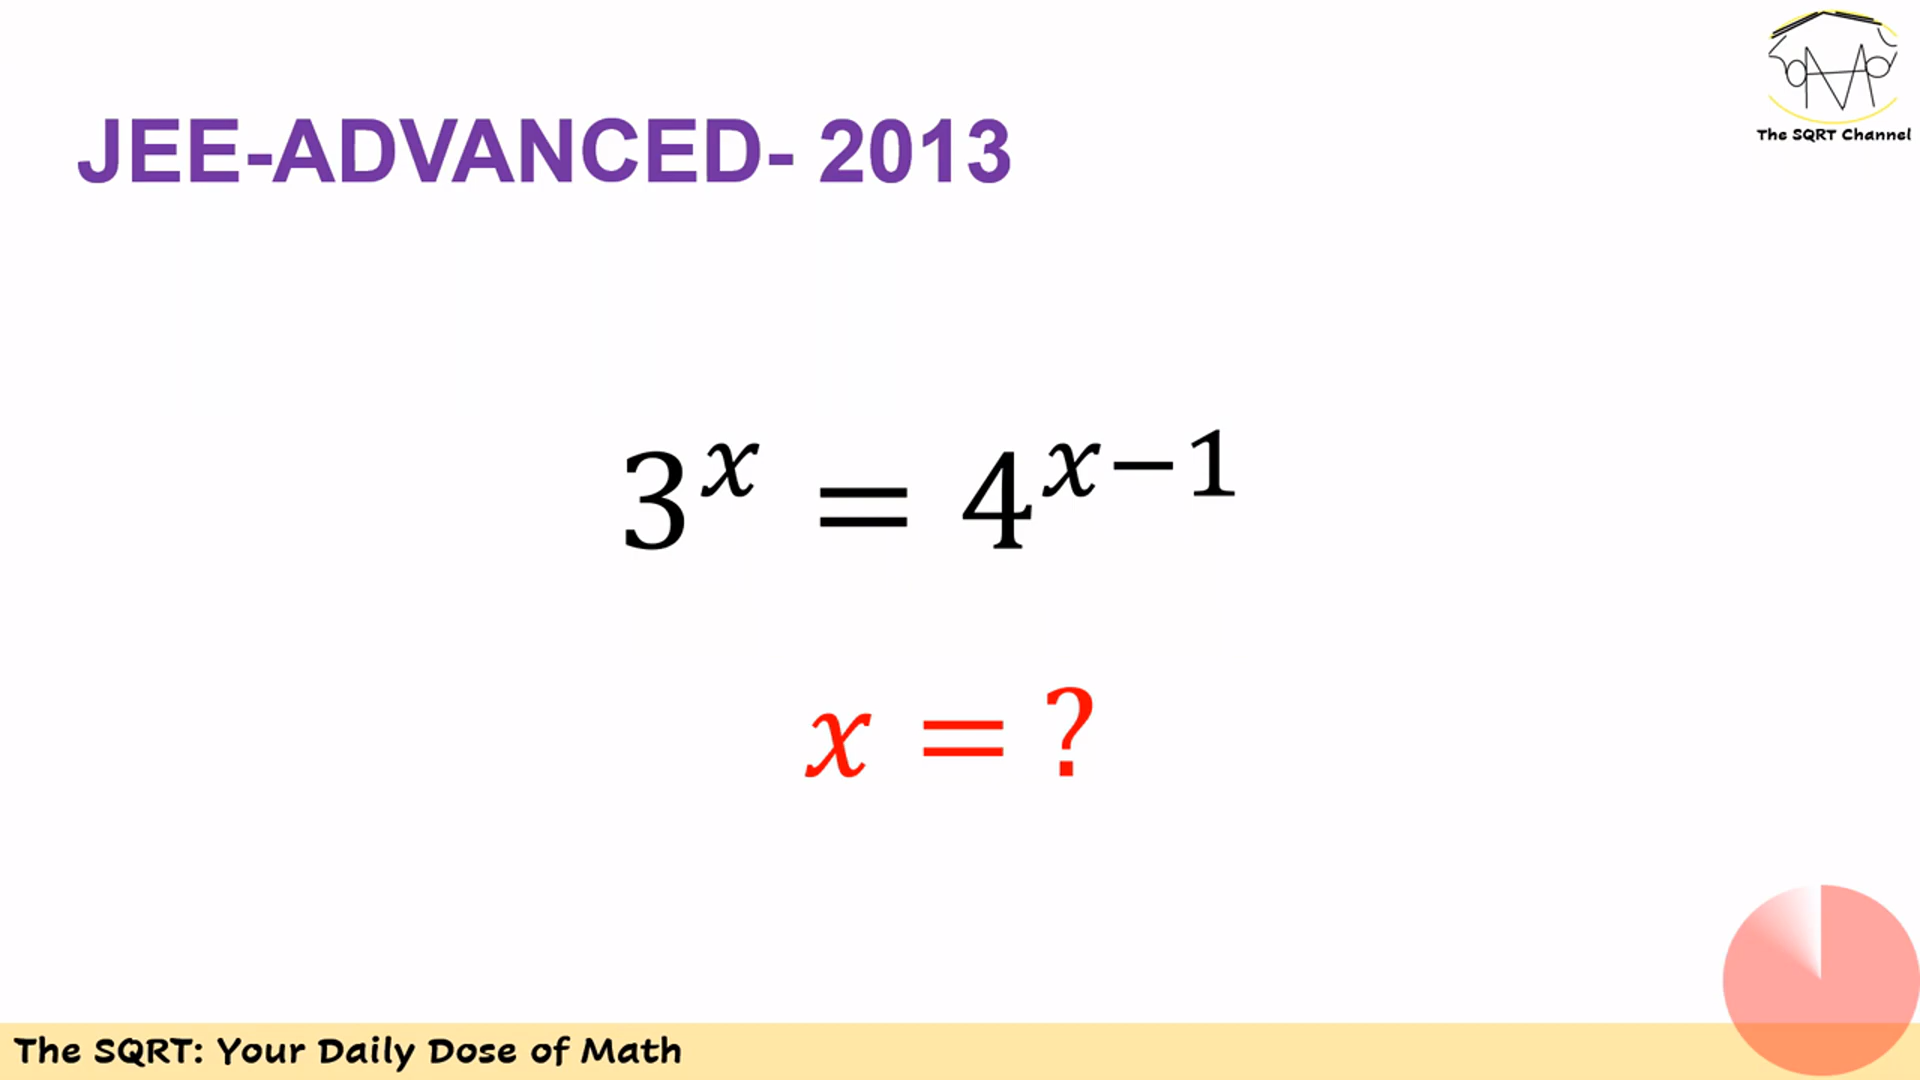 The SQRT Channel
JEE-ADVANCED- 2013
3^x = 4^{x-1}
x = ?
The SQRT: Your Daily Dose of Math